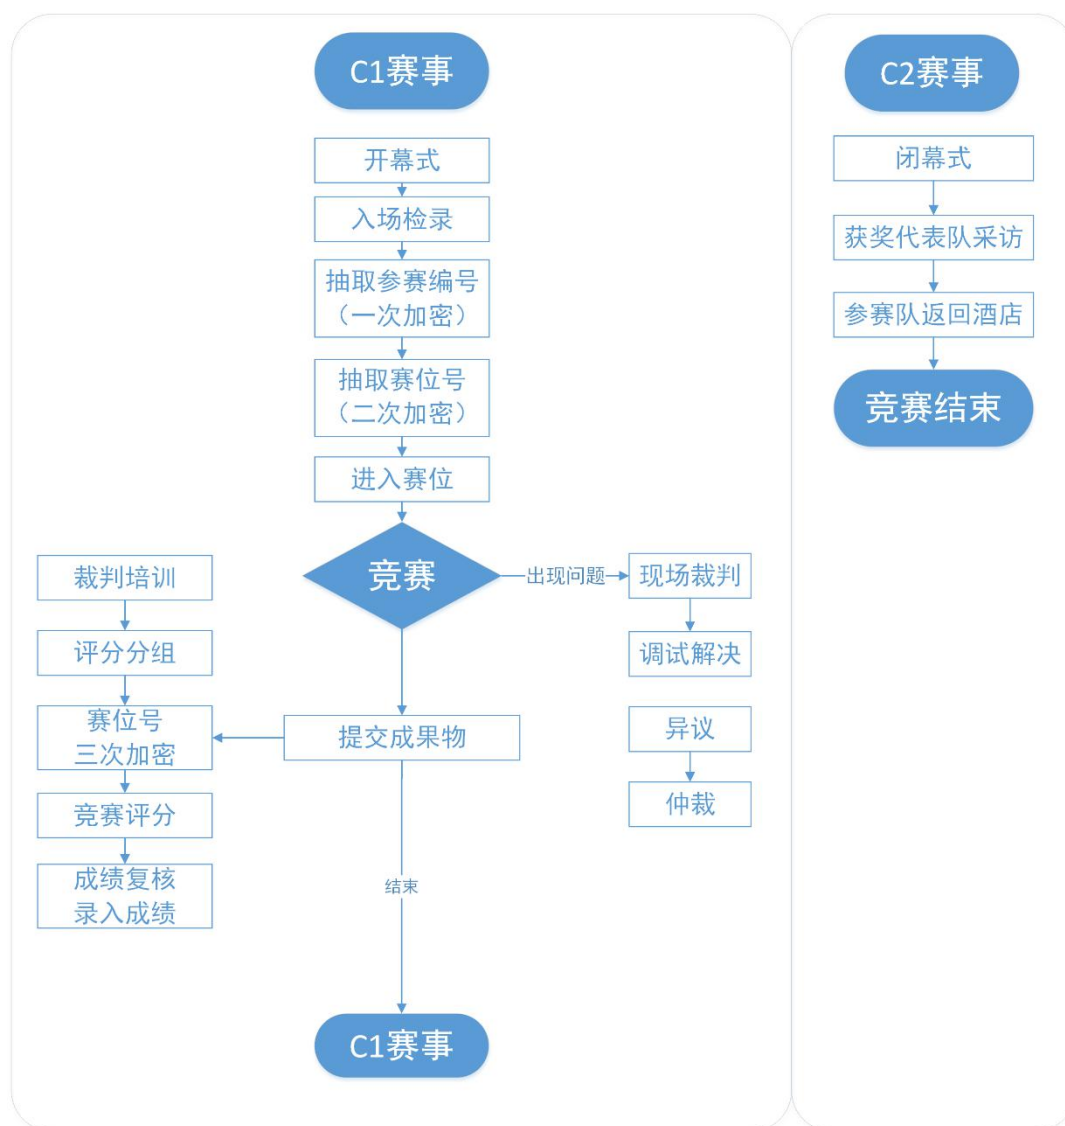 C1赛事
开幕式
入场检录
抽取参赛编号
（一次加密）
抽取赛位号
（二次加密）
进入赛位
竞赛
出现问题
现场裁判
调试解决
异议
仲裁
裁判培训
评分分组
赛位号
三次加密
竞赛评分
成绩复核
录入成绩
提交成果物
结束
C1赛事
C2赛事
闭幕式
获奖代表队采访
参赛队返回酒店
竞赛结束